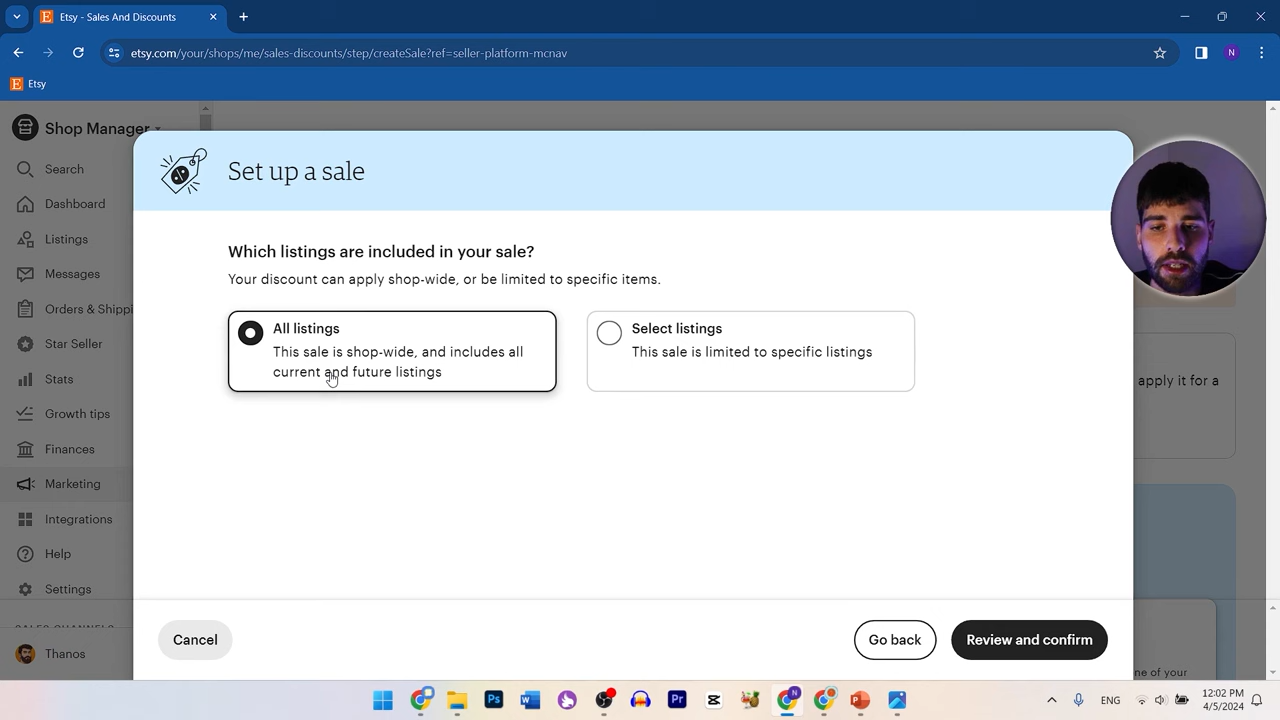 Etsy - Sales And Discounts
etsy.com/your/shops/me/sales-discounts/step/createSale?ref=seller-platform-mcnav
N
Etsy
Shop Manager
Search
Dashboard
Listings
Messages
Orders & Shippi
Star Seller
Stats
Growth tips
Finances
Marketing
Integrations
Help
Settings
SALES CHANNELS
Thanos
Set up a sale
Which listings are included in your sale?
Your discount can apply shop-wide, or be limited to specific items.
All listings
This sale is shop-wide, and includes all
current and future listings
Select listings
This sale is limited to specific listings
apply it for a
ne of your
Cancel
Go back
Review and confirm
ENG
12:02 PM
4/5/2024